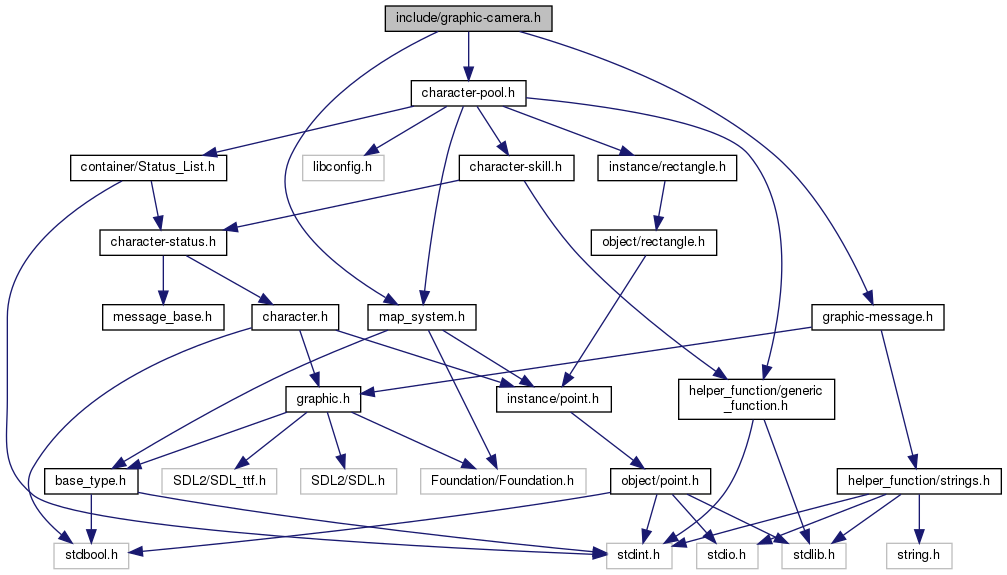 include/graphic-camera.h
character-pool.h
container/Status_List.h
libconfig.h
character-skill.h
instance/rectangle.h
character-status.h
object/rectangle.h
message_base.h
character.h
map_system.h
graphic-message.h
graphic.h
instance/point.h
helper_function/generic
_function.h
base_type.h
SDL2/SDL_ttf.h
SDL2/SDL.h
Foundation/Foundation.h
object/point.h
helper_function/strings.h
stdbool.h
stdint.h
stdio.h
stdlib.h
string.h